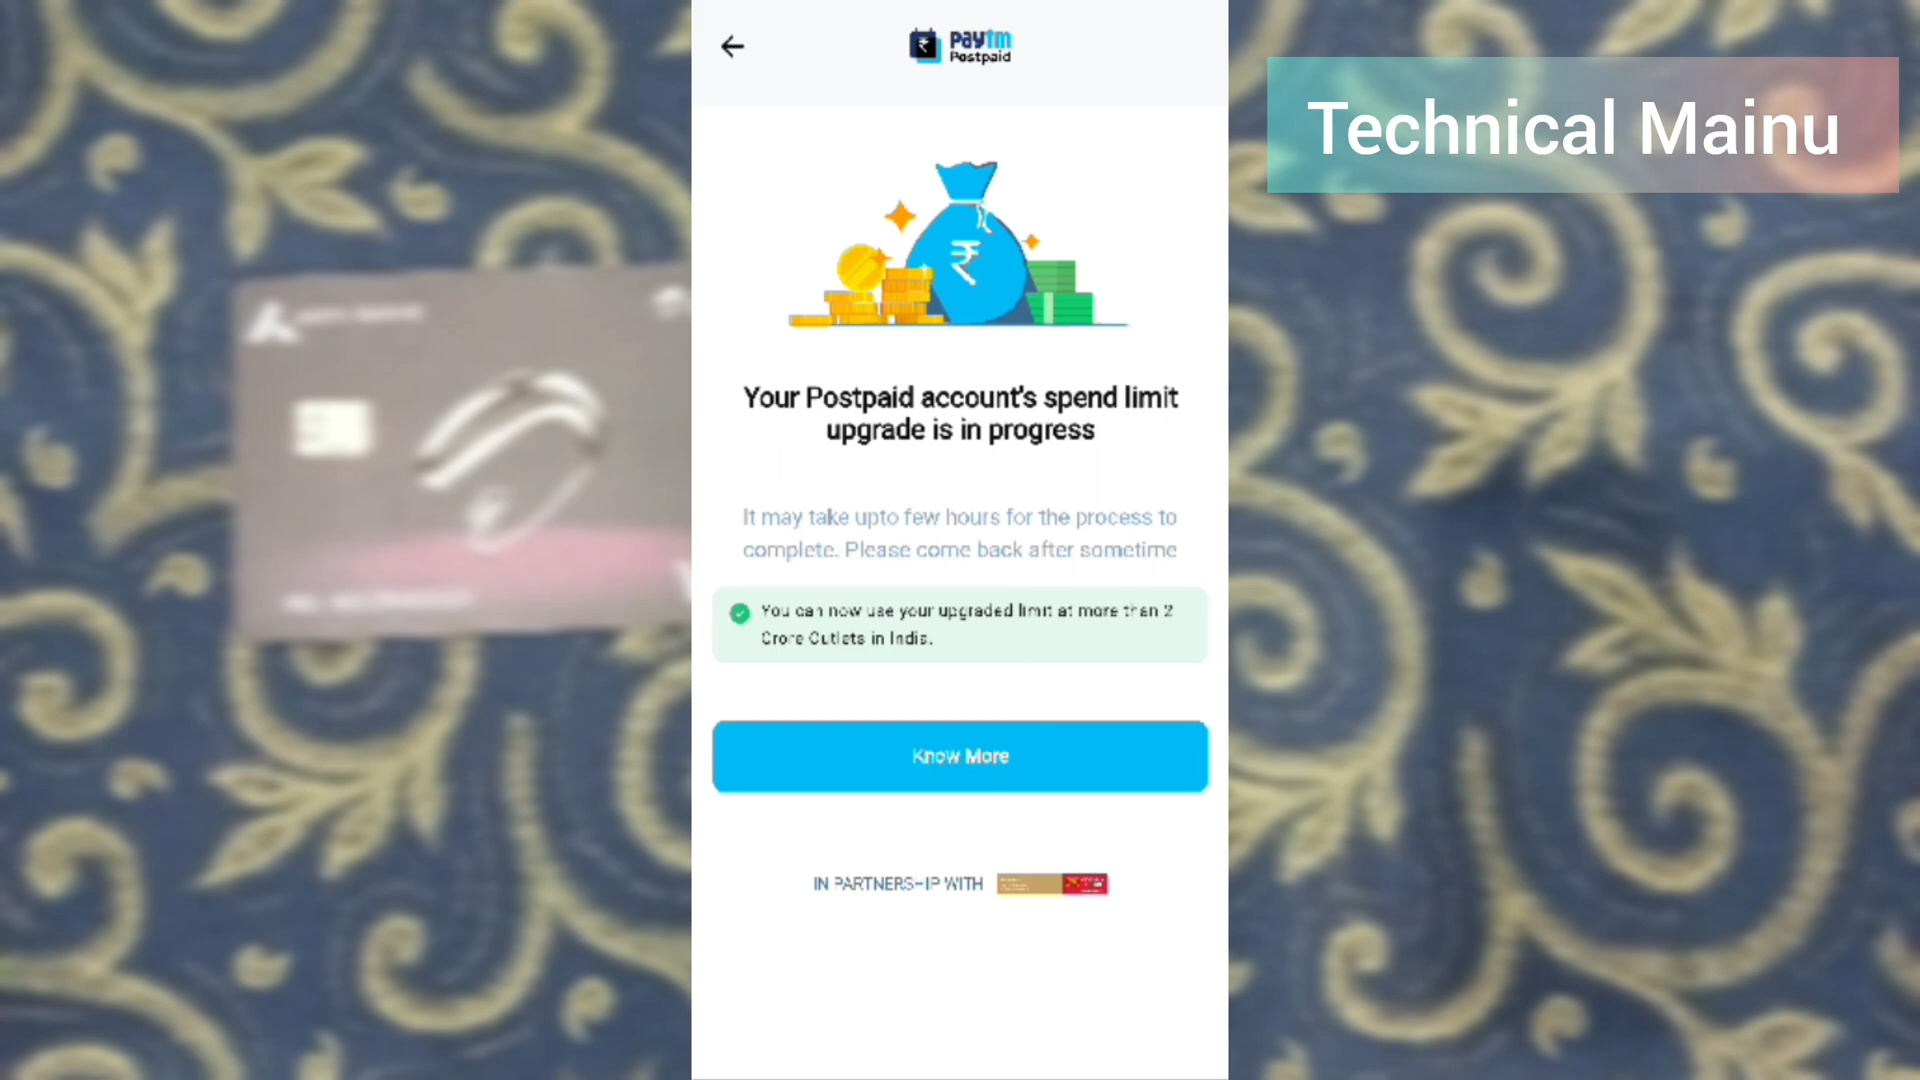 paytm
Postpaid
Technical Mainu
Your Postpaid account's spend limit
upgrade is in progress
It may take upto few hours for the process to
complete. Please come back after sometime
You can now use your upgraded limit at more than 2
Crore Outlets in India.
Know More
IN PARTNERSHIP WITH